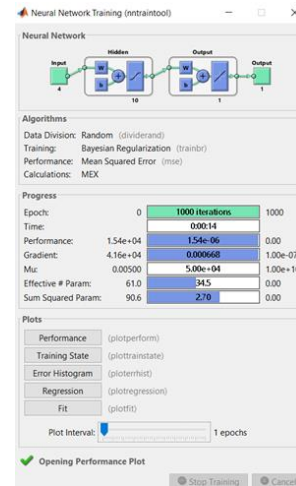 Neural Network Training (nntraintool)
Neural Network
Hidden Output
Input Output
W W
b b
+ +
4 1
10 1
Algorithms
Data Division: Random (dividerand)
Training: Bayesian Regularization (trainbr)
Performance: Mean Squared Error (mse)
Calculations: MEX
Progress
Epoch: 0 1000 iterations 1000
Time: 0:00:14
Performance: 1.54e+04 1.54e-06 0.00
Gradient: 4.16e+04 0.000668 1.00e-07
Mu: 0.00500 5.00e+04 1.00e+1
Effective # Param: 61.0 34.5 0.00
Sum Squared Param: 90.6 2.70 0.00
Plots
Performance (plotperform)
Training State (plottrainstate)
Error Histogram (ploterrhist)
Regression (plotregression)
Fit (plotfit)
Plot Interval: 1 epochs
Opening Performance Plot
Stop Training Cancel